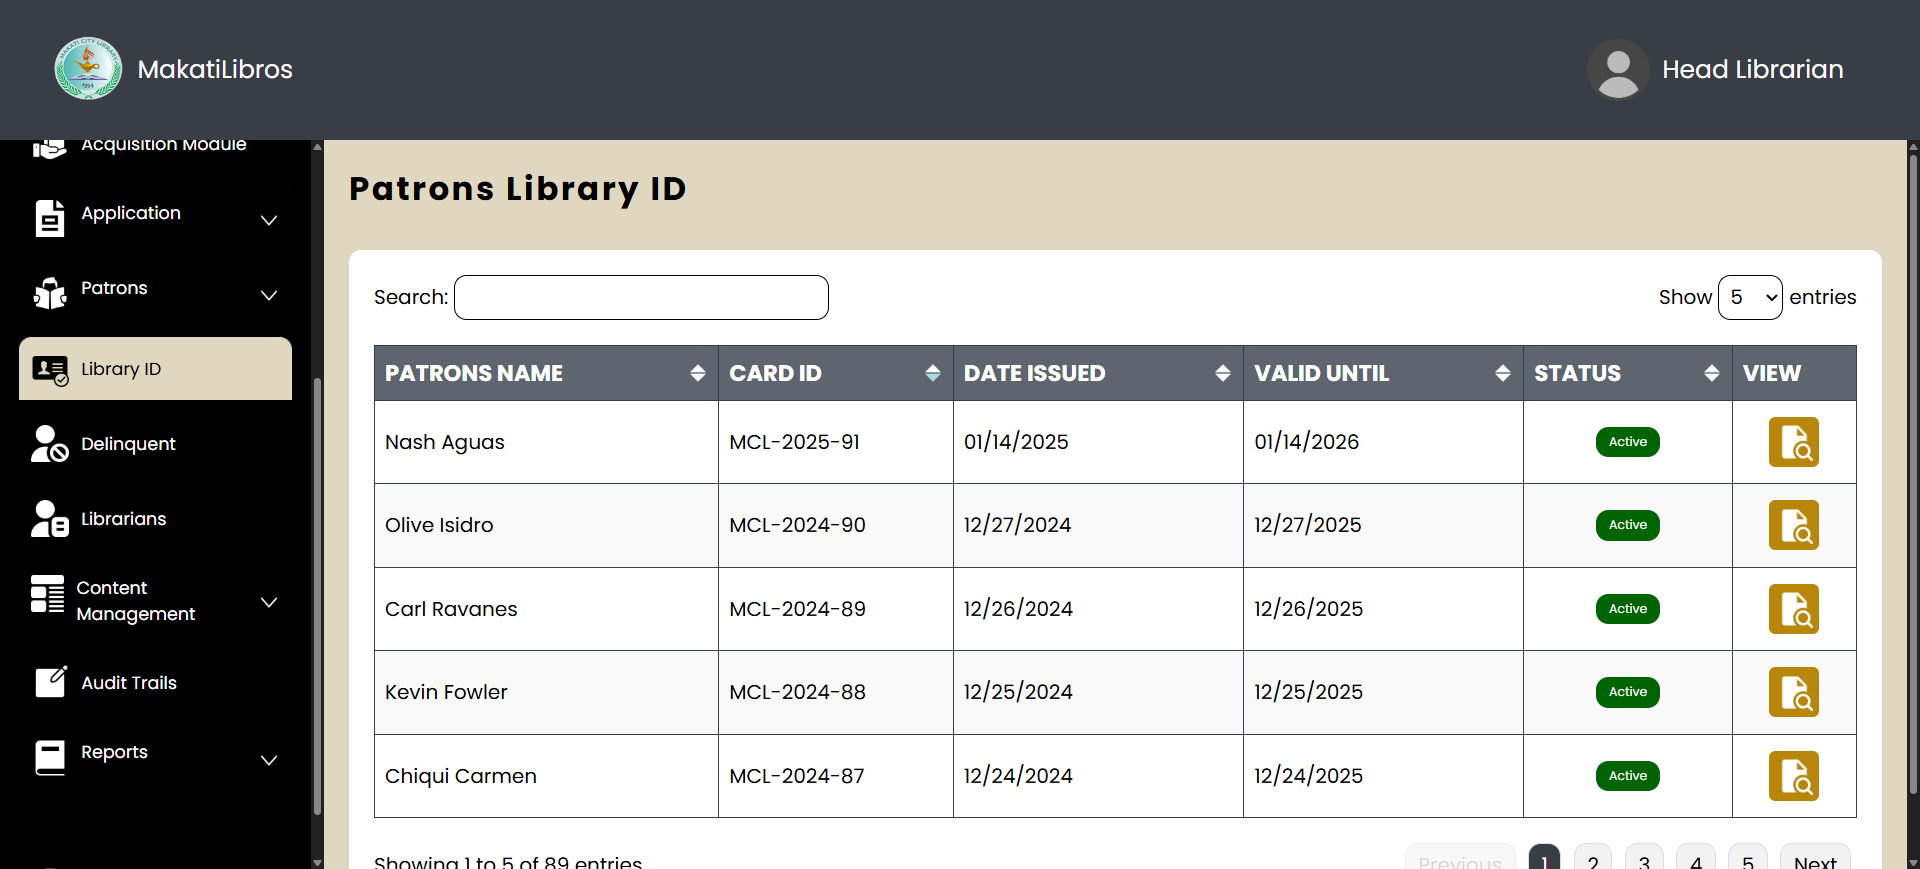 MakatiLibros
Head Librarian
Acquisition Module
Application
Patrons
Library ID
Delinquent
Librarians
Content
Management
Audit Trails
Reports
Patrons Library ID
Search:
Show 5 entries
PATRONS NAME CARD ID DATE ISSUED VALID UNTIL STATUS VIEW
Nash Aguas MCL-2025-91 01/14/2025 01/14/2026 Active
Olive Isidro MCL-2024-90 12/27/2024 12/27/2025 Active
Carl Ravanes MCL-2024-89 12/26/2024 12/26/2025 Active
Kevin Fowler MCL-2024-88 12/25/2024 12/25/2025 Active
Chiqui Carmen MCL-2024-87 12/24/2024 12/24/2025 Active
Showing 1 to 5 of 89 entries
Previous 1 2 3 4 5 Next